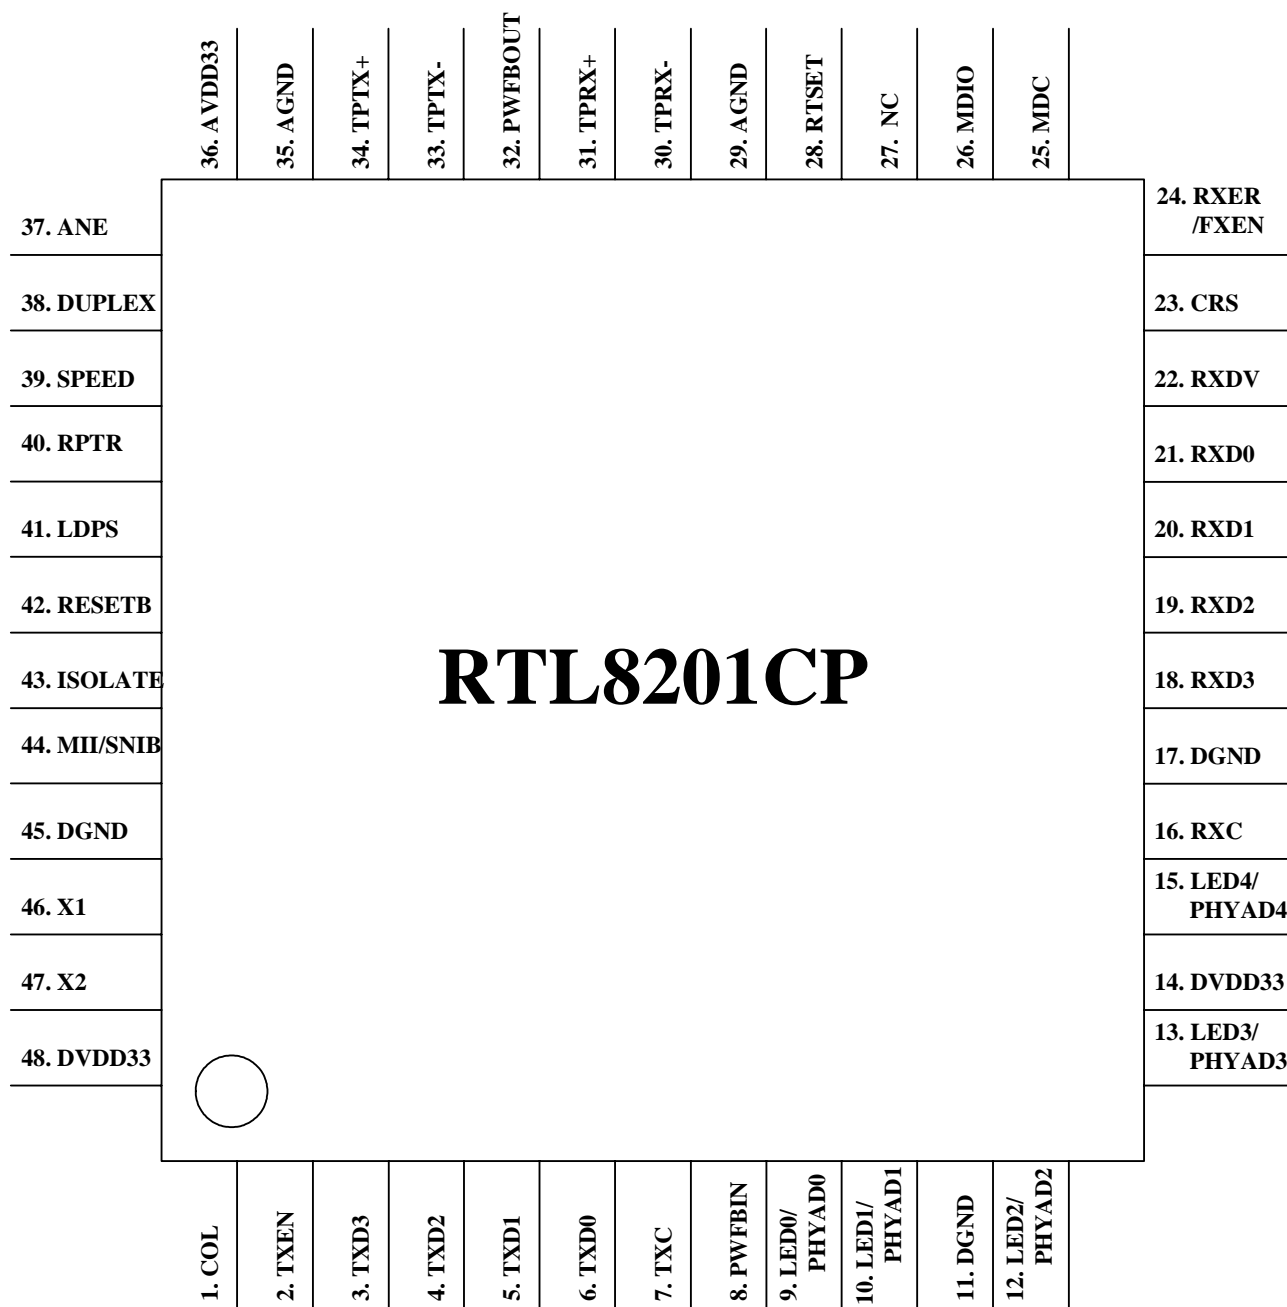 36. AVDD33
35. AGND
34. TPTX+
33. TPTX-
32. PWFBOUT
31. TPRX+
30. TPRX-
29. AGND
28. RTSET
27. NC
26. MDIO
25. MDC
37. ANE
38. DUPLEX
39. SPEED
40. RPTR
41. LDPS
42. RESETB
43. ISOLATE
44. MII/SNIB
45. DGND
46. X1
47. X2
48. DVDD33
RTL8201CP
24. RXER
/FXEN
23. CRS
22. RXDV
21. RXD0
20. RXD1
19. RXD2
18. RXD3
17. DGND
16. RXC
15. LED4/
PHYAD4
14. DVDD33
13. LED3/
PHYAD3
1. COL
2. TXEN
3. TXD3
4. TXD2
5. TXD1
6. TXD0
7. TXC
8. PWFBIN
9. LED0/
PHYAD0
10. LED1/
PHYAD1
11. DGND
12. LED2/
PHYAD2